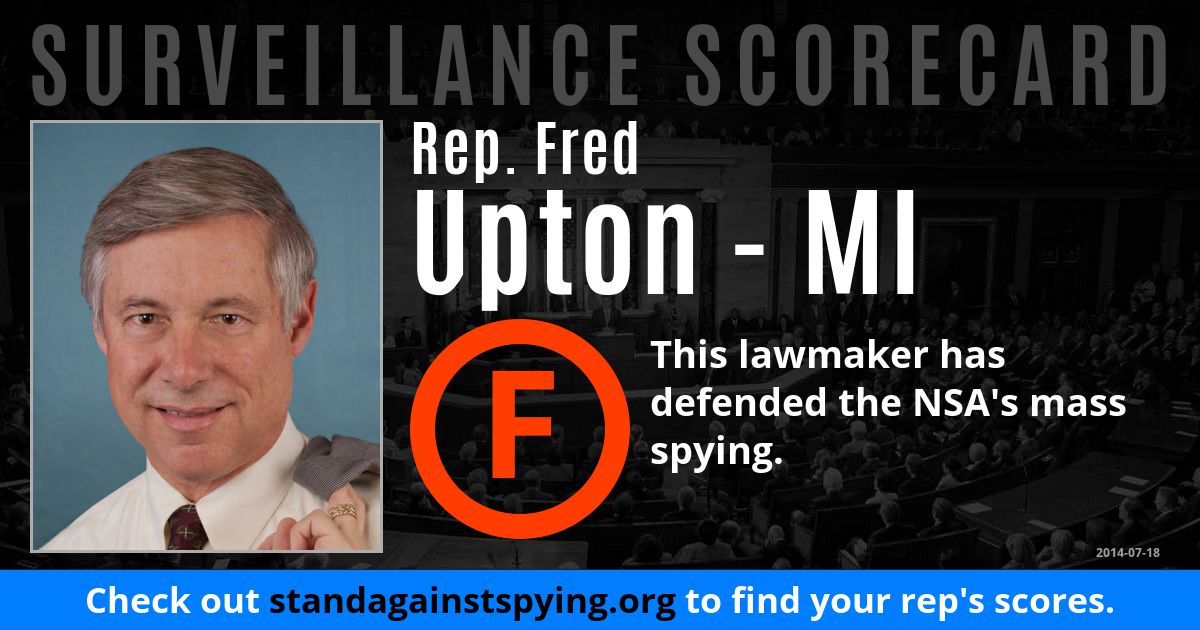 SURVEILLANCE SCORECARD
Rep. Fred
Upton - MI
F
This lawmaker has
defended the NSA's mass
spying.
2014-07-18
Check out standagainstspying.org to find your rep's scores.